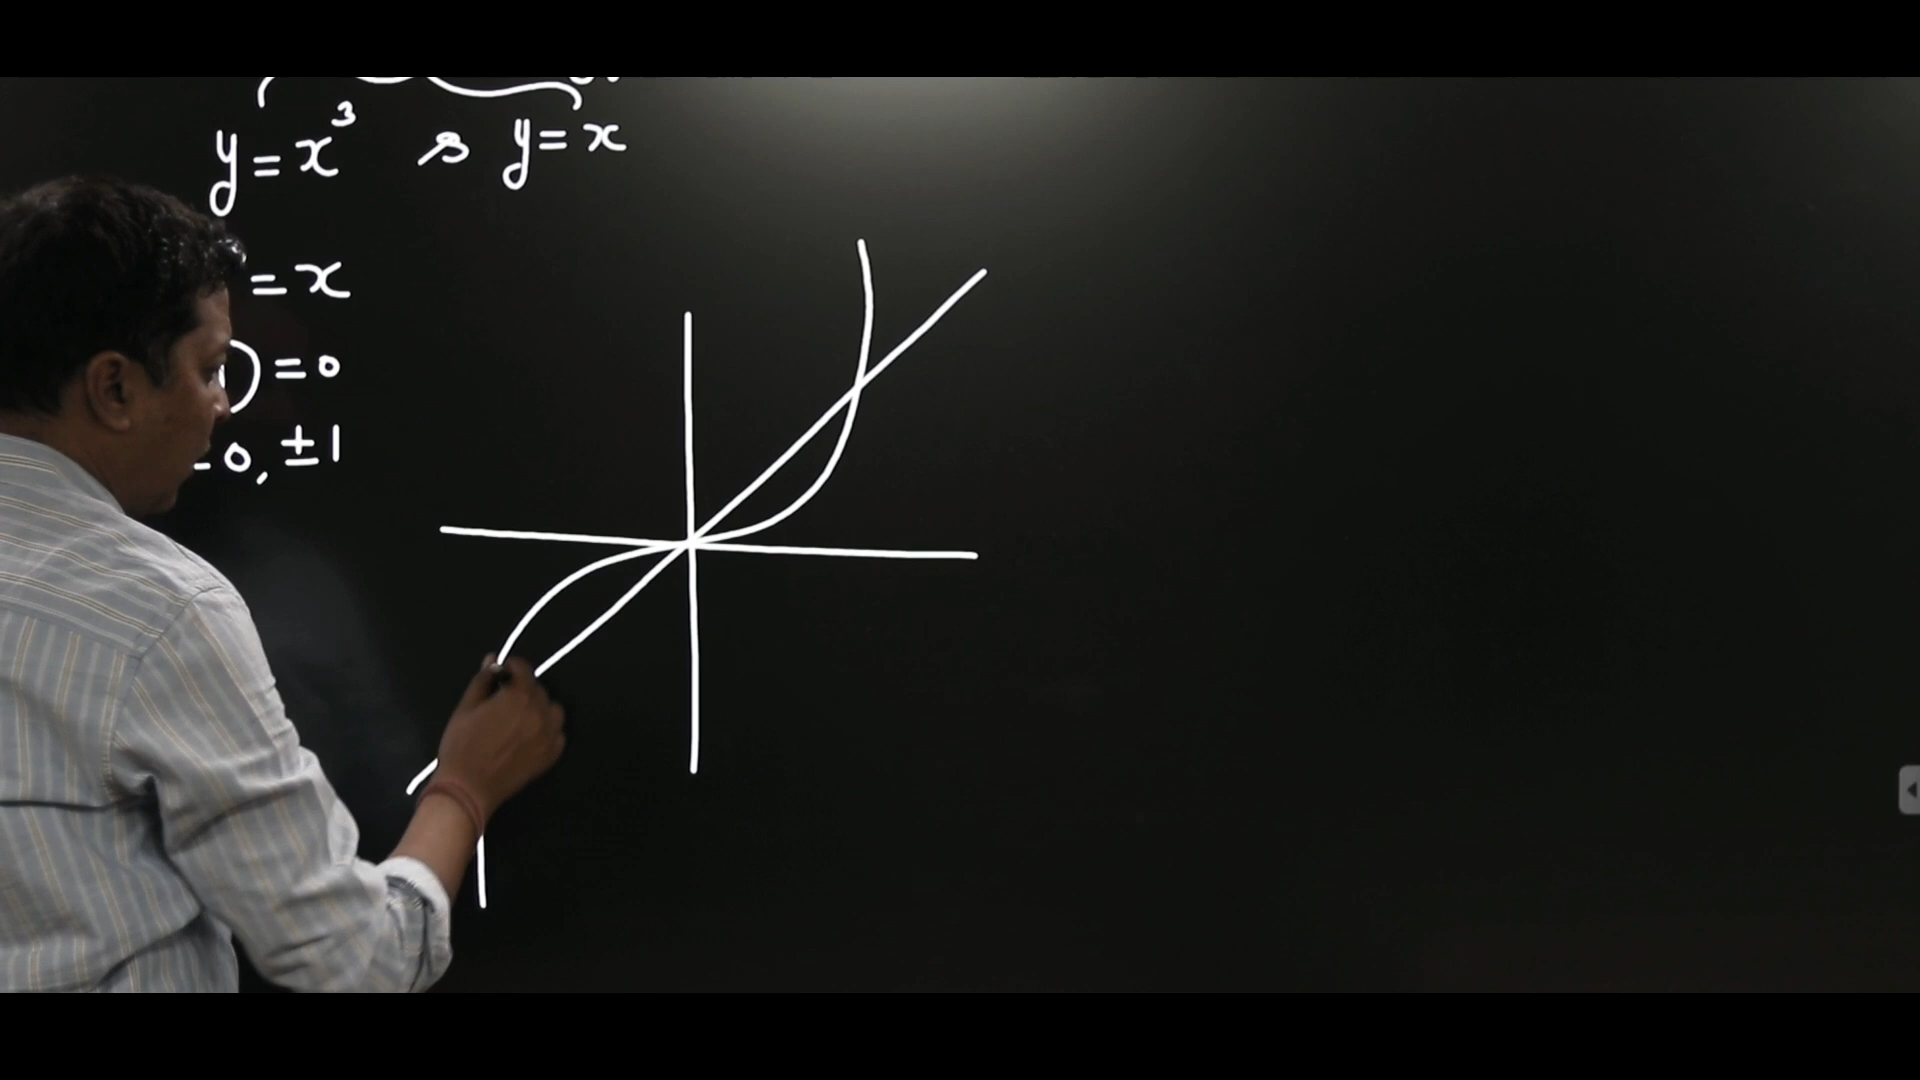 y = x³ s y = x
= x
) = 0
= 0, ±1